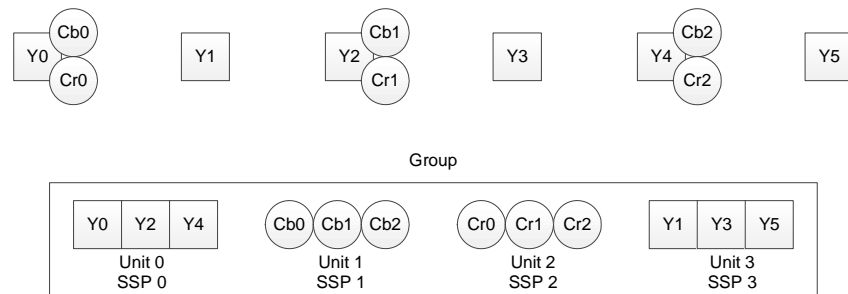 Cb0 Cb1 Cb2
Y0 Y1 Y2 Y3 Y4 Y5
Cr0 Cr1 Cr2
Group
Y0 Y2 Y4 Cb0 Cb1 Cb2 Cr0 Cr1 Cr2 Y1 Y3 Y5
Unit 0 Unit 1 Unit 2 Unit 3
SSP 0 SSP 1 SSP 2 SSP 3